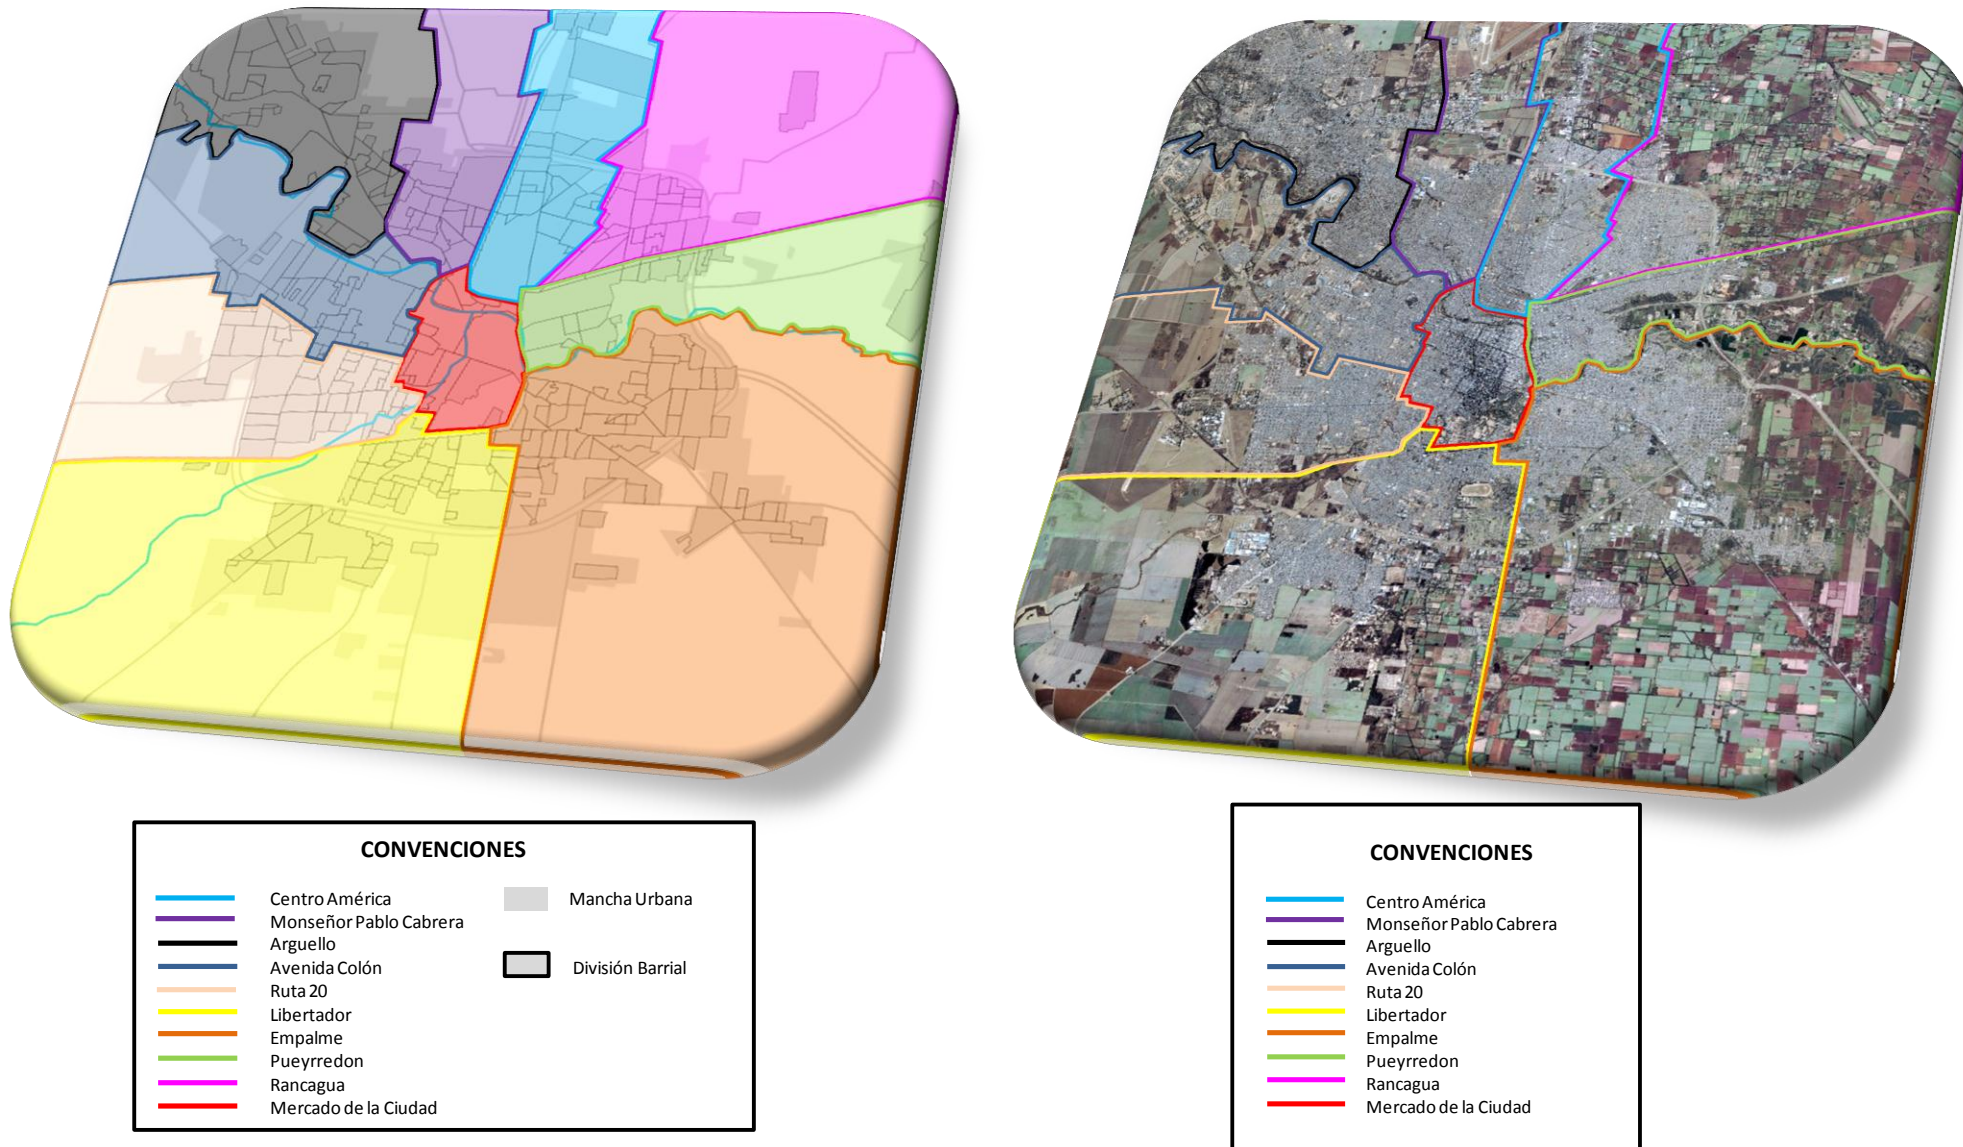 CONVENCIONES
Centro América
Monseñor Pablo Cabrera
Arguello
Avenida Colón
Ruta 20
Libertador
Empalme
Pueyrredon
Rancagua
Mercado de la Ciudad
Mancha Urbana
División Barrial
CONVENCIONES
Centro América
Monseñor Pablo Cabrera
Arguello
Avenida Colón
Ruta 20
Libertador
Empalme
Pueyrredon
Rancagua
Mercado de la Ciudad